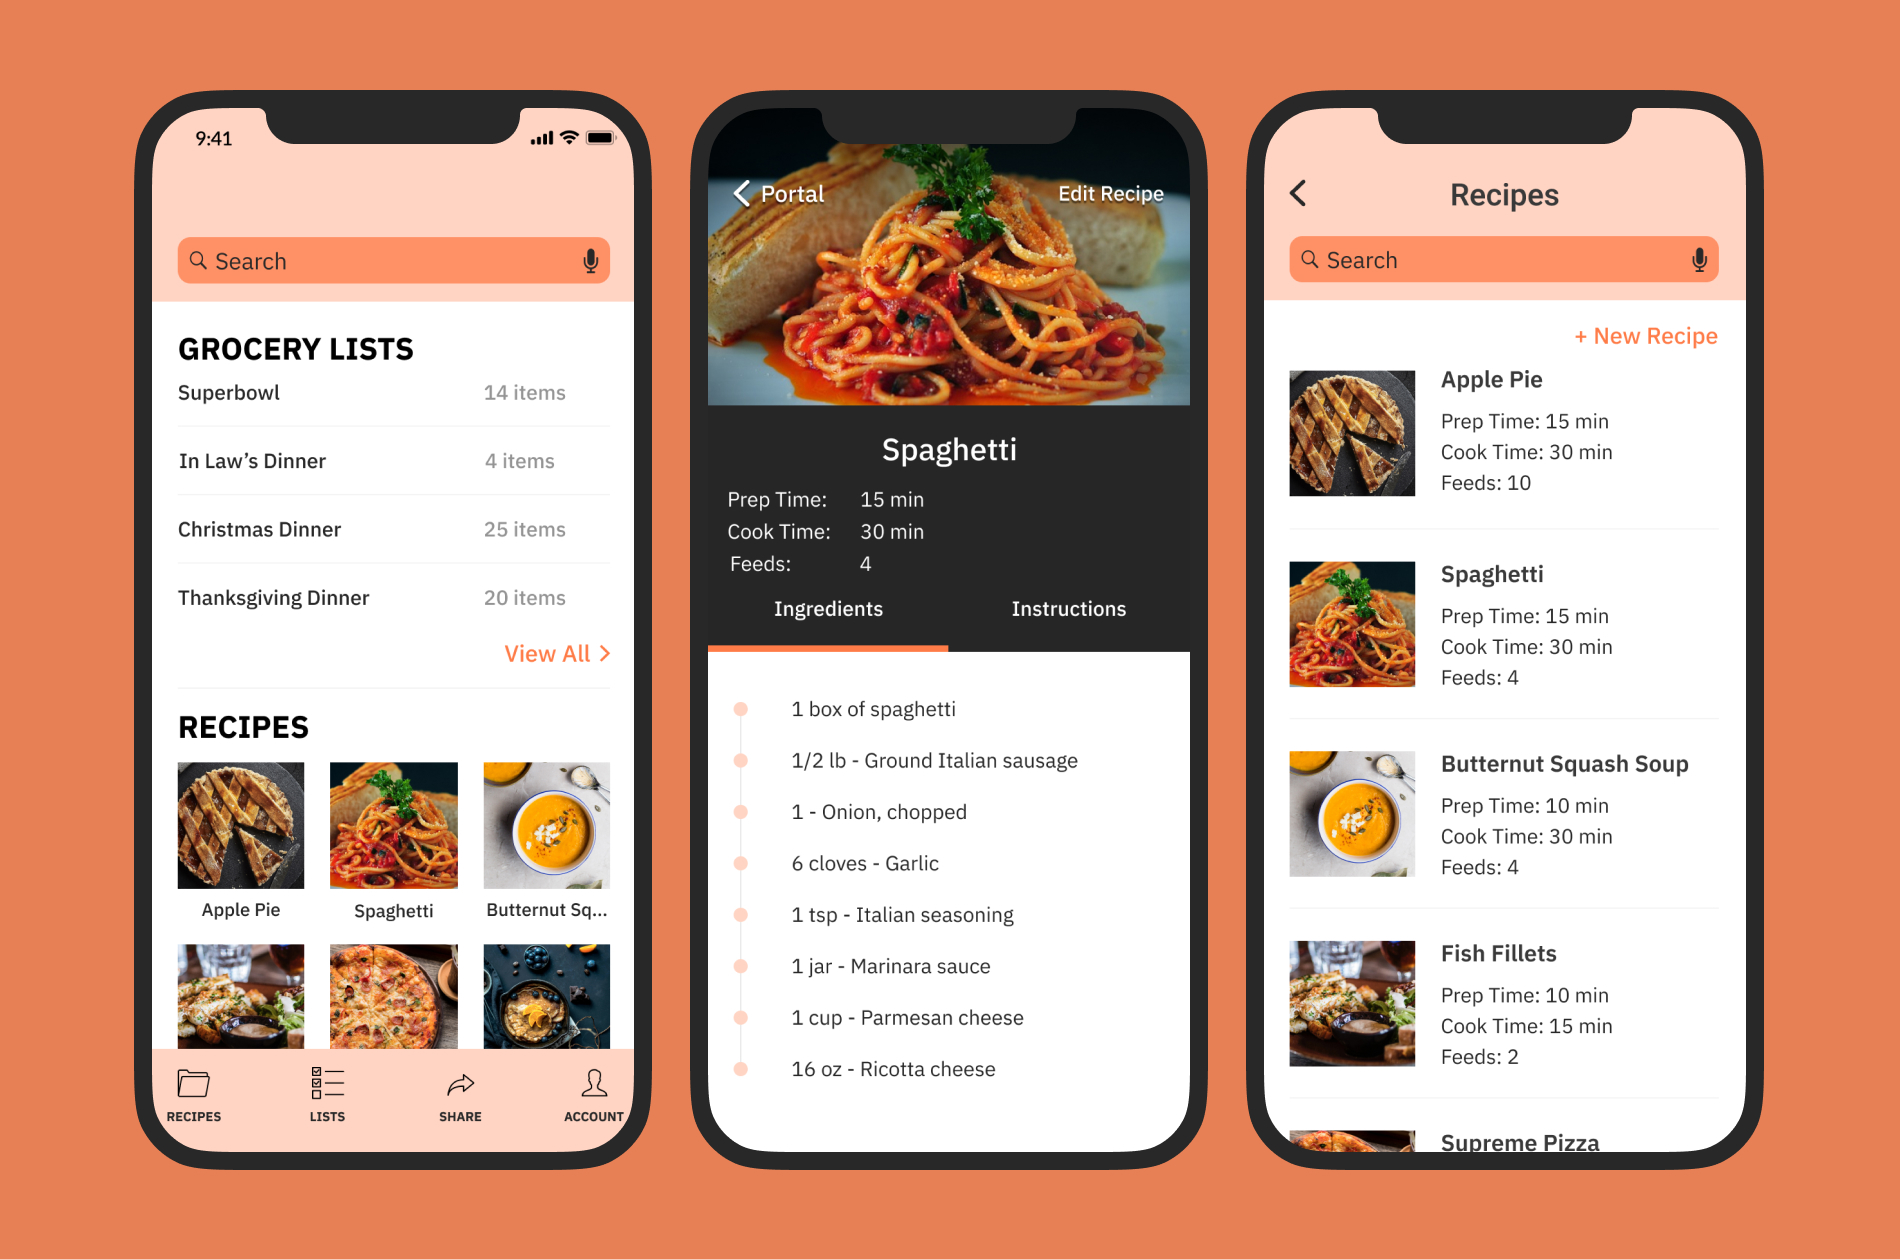 9:41
Search
GROCERY LISTS
Superbowl 14 items
In Law's Dinner 4 items
Christmas Dinner 25 items
Thanksgiving Dinner 20 items
View All
RECIPES
Apple Pie Spaghetti Butternut Sq...
RECIPES LISTS SHARE ACCOUNT
Portal Edit Recipe
Spaghetti
Prep Time: 15 min
Cook Time: 30 min
Feeds: 4
Ingredients Instructions
1 box of spaghetti
1/2 lb - Ground Italian sausage
1 - Onion, chopped
6 cloves - Garlic
1 tsp - Italian seasoning
1 jar - Marinara sauce
1 cup - Parmesan cheese
16 oz - Ricotta cheese
Recipes
Search
+ New Recipe
Apple Pie
Prep Time: 15 min
Cook Time: 30 min
Feeds: 10
Spaghetti
Prep Time: 15 min
Cook Time: 30 min
Feeds: 4
Butternut Squash Soup
Prep Time: 10 min
Cook Time: 30 min
Feeds: 4
Fish Fillets
Prep Time: 10 min
Cook Time: 15 min
Feeds: 2
Supreme Pizza